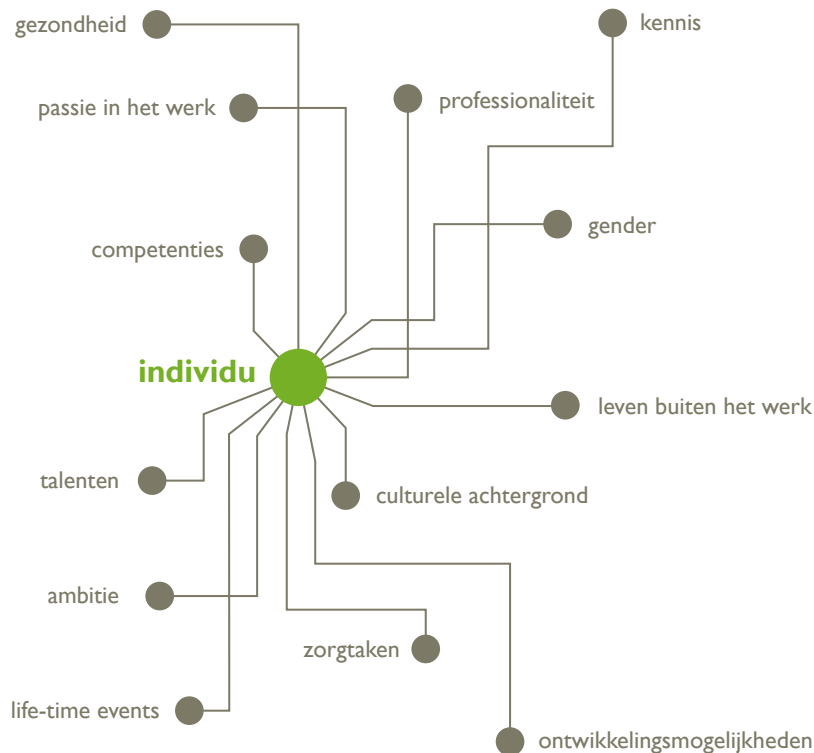 gezondheid
kennis
passie in het werk
professionaliteit
gender
competenties
individu
leven buiten het werk
talenten
culturele achtergrond
ambitie
zorgtaken
life-time events
ontwikkelingsmogelijkheden